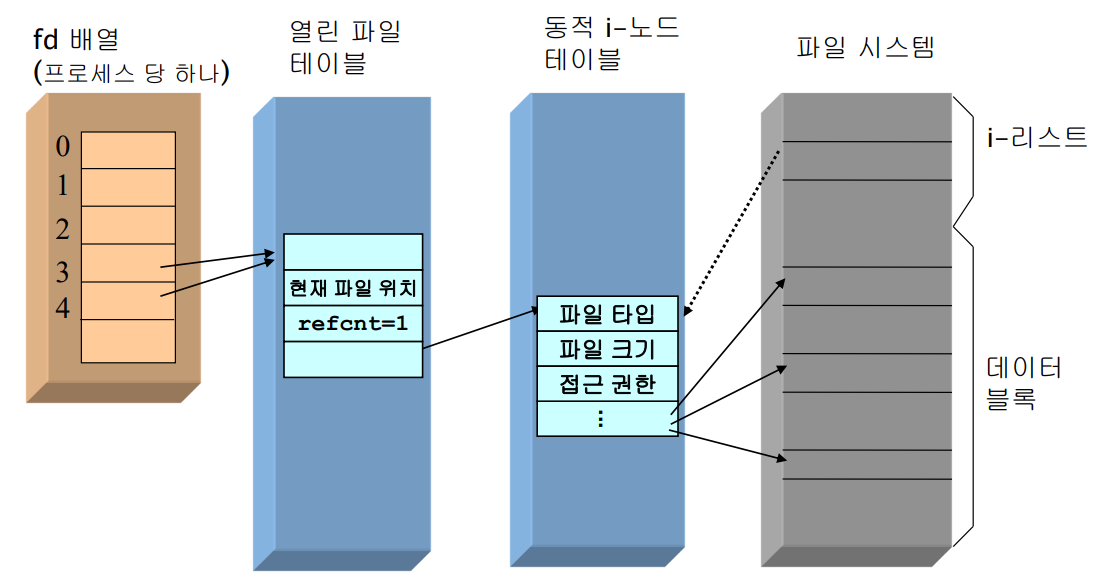 fd 배열
(프로세스 당 하나)
열린 파일
테이블
동적 i-노드
테이블
파일 시스템
0
1
2
3
4
현재 파일 위치
refcnt=1
파일 타입
파일 크기
접근 권한
⋮
i-리스트
데이터
블록